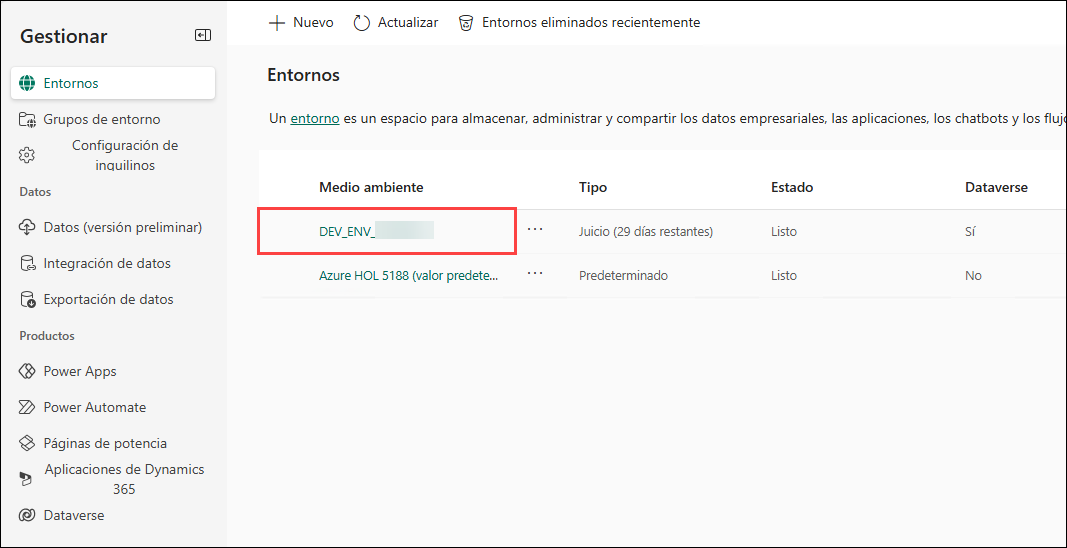 Gestionar
Nuevo
Actualizar
Entornos eliminados recientemente
Entornos
Grupos de entorno
Configuración de
inquilinos
Datos
Datos (versión preliminar)
Integración de datos
Exportación de datos
Productos
Power Apps
Power Automate
Páginas de potencia
Aplicaciones de Dynamics
365
Dataverse
Entornos
Un entorno es un espacio para almacenar, administrar y compartir los datos empresariales, las aplicaciones, los chatbots y los flujo
Medio ambiente Tipo Estado Dataverse
DEV_ENV_ ... Juicio (29 días restantes) Listo Sí
Azure HOL 5188 (valor predete... ... Predeterminado Listo No